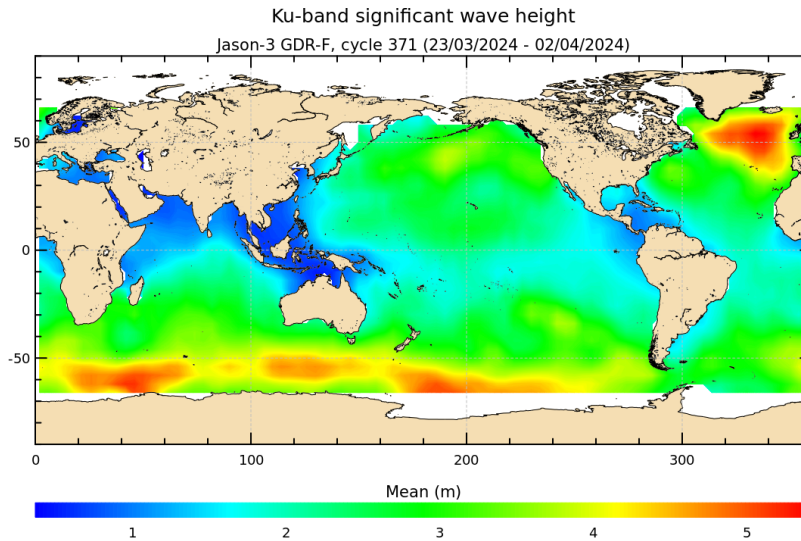 Ku-band significant wave height
Jason-3 GDR-F, cycle 371 (23/03/2024 - 02/04/2024)
50
0
-50
0 100 200 300
Mean (m)
1 2 3 4 5